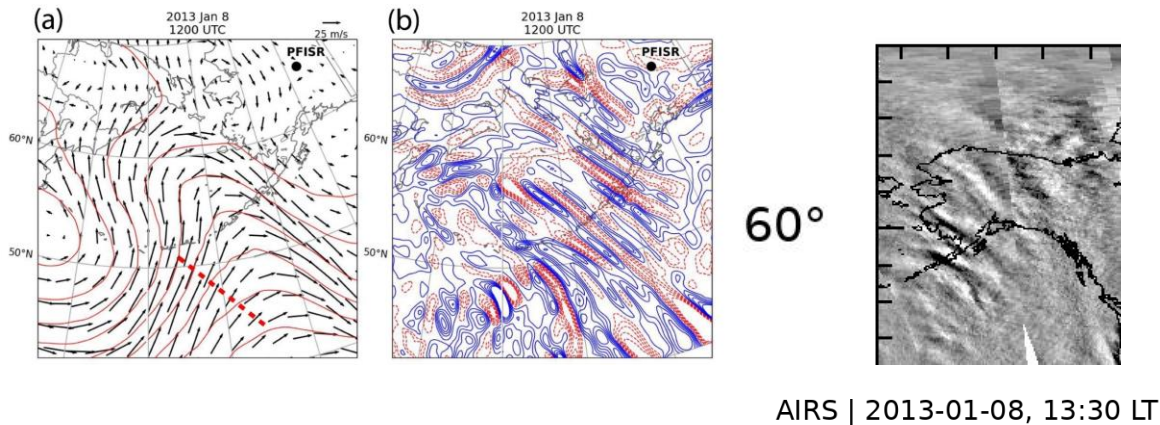 (a)
2013 Jan 8
1200 UTC
25 m/s
PFISR
60°N
50°N
(b)
2013 Jan 8
1200 UTC
PFISR
60°N
50°N
60°
AIRS | 2013-01-08, 13:30 LT